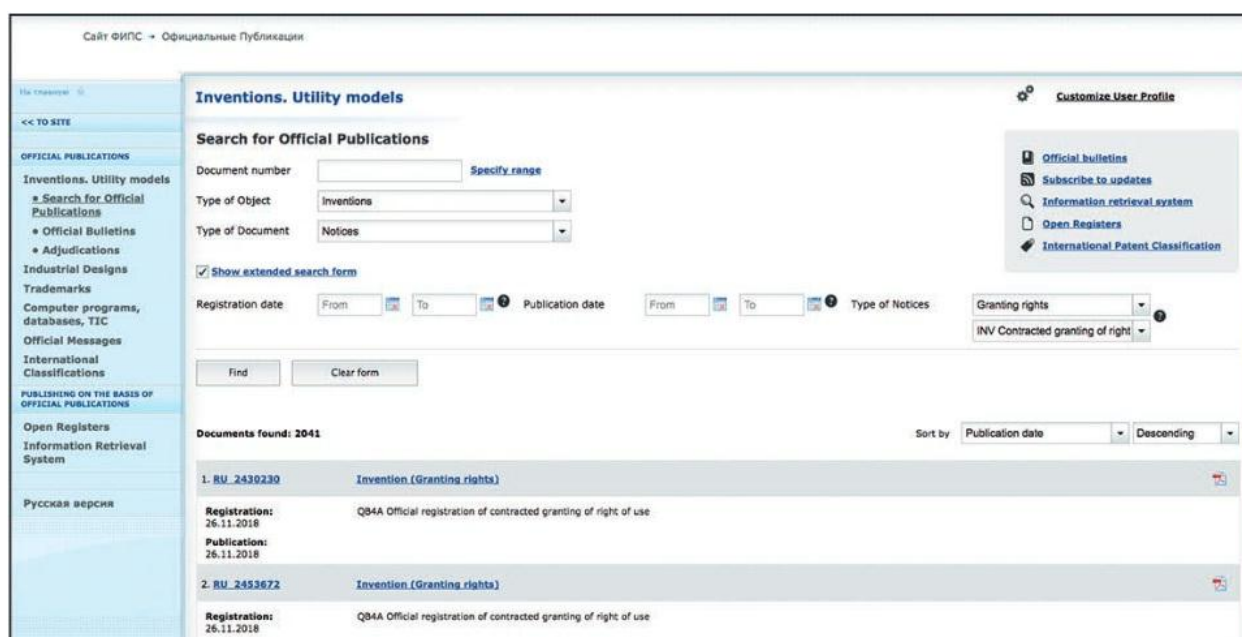 Сайт ФИПС → Официальные Публикации
На главную
<< TO SITE
OFFICIAL PUBLICATIONS
Inventions. Utility models
• Search for Official
Publications
• Official Bulletins
• Adjudications
Industrial Designs
Trademarks
Computer programs,
databases, TIC
Official Messages
International
Classifications
PUBLISHING ON THE BASIS OF
OFFICIAL PUBLICATIONS
Open Registers
Information Retrieval
System
Русская версия
Inventions. Utility models
Customize User Profile
Search for Official Publications
Document number
Specify range
Type of Object Inventions
Type of Document Notices
Official bulletins
Subscribe to updates
Information retrieval system
Open Registers
International Patent Classification
Show extended search form
Registration date From To ? Publication date From To ? Type of Notices Granting rights ?
INV Contracted granting of right
Find Clear form
Documents found: 2041 Sort by Publication date Descending
1. RU 2430230 Invention (Granting rights)
Registration: QB4A Official registration of contracted granting of right of use
26.11.2018
Publication:
26.11.2018
2. RU 2453672 Invention (Granting rights)
Registration: QB4A Official registration of contracted granting of right of use
26.11.2018